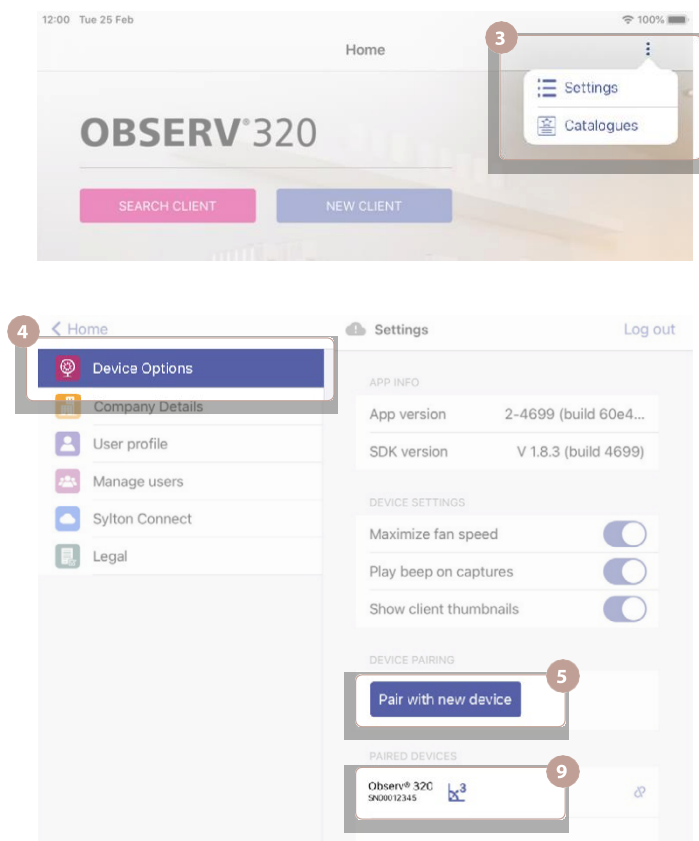 12:00 Tue 25 Feb 100%
3
Home
Settings
Catalogues
OBSERV®320
SEARCH CLIENT NEW CLIENT
4
Home Settings Log out
Device Options
Company Details
User profile
Manage users
Sylton Connect
Legal
APP INFO
App version 2-4699 (build 60e4...
SDK version V 1.8.3 (build 4699)
DEVICE SETTINGS
Maximize fan speed
Play beep on captures
Show client thumbnails
DEVICE PAIRING
5
Pair with new device
PAIRED DEVICES
9
Observ® 320 x3
SN00012345